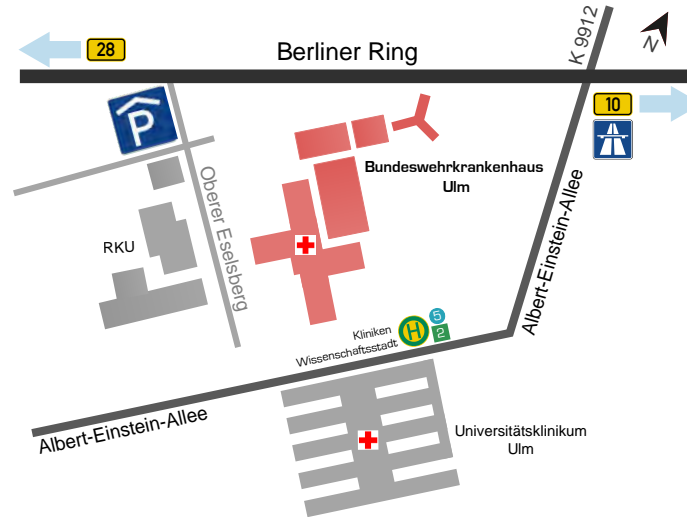 28
Berliner Ring
K 9912
N
10
P
Bundeswehrkrankenhaus
Ulm
Oberer Eselsberg
RKU
Albert-Einstein-Allee
Kliniken
Wissenschaftsstadt
H
5
2
Albert-Einstein-Allee
Universitätsklinikum
Ulm